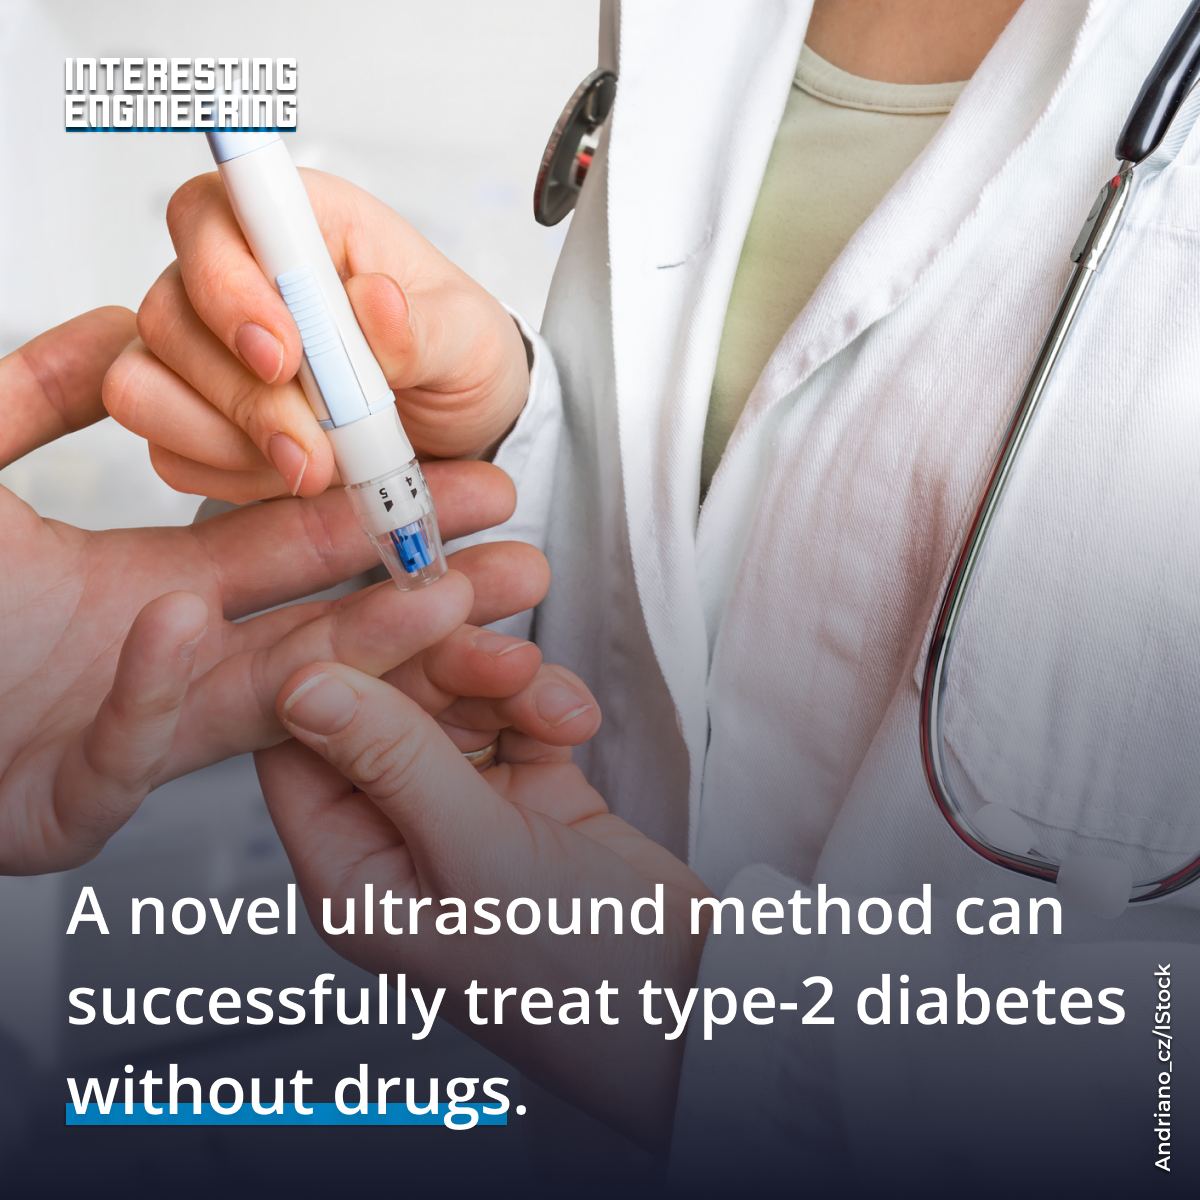 INTERESTING
ENGINEERING
5
4
A novel ultrasound method can
successfully treat type-2 diabetes
without drugs.
Andriano_cz/IStock